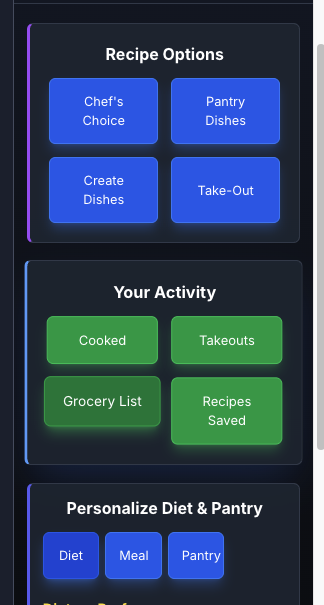 Recipe Options
Chef's
Choice
Pantry
Dishes
Create
Dishes
Take-Out
Your Activity
Cooked
Takeouts
Grocery List
Recipes
Saved
Personalize Diet & Pantry
Diet
Meal
Pantry